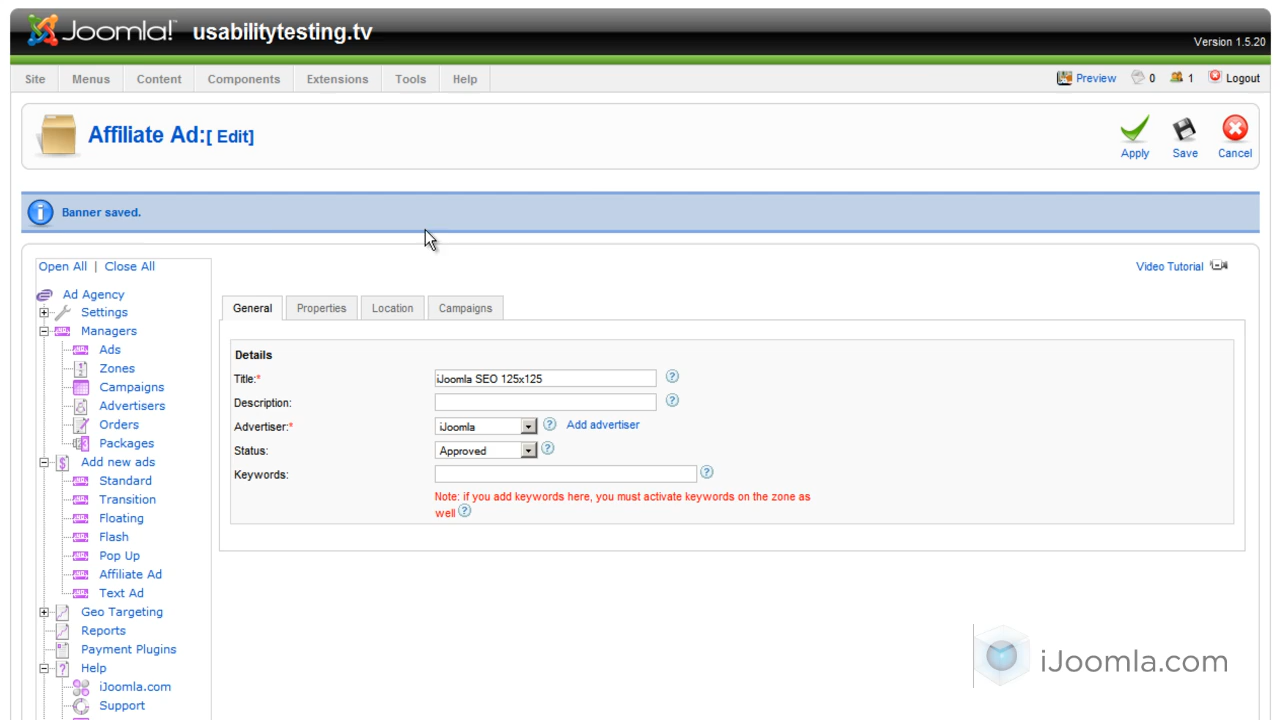 Joomla! usabilitytesting.tv
Version 1.5.20
Site Menus Content Components Extensions Tools Help Preview 0 1 Logout
Affiliate Ad:[ Edit]
Apply Save Cancel
Banner saved.
Open All | Close All
Video Tutorial
Ad Agency
Settings
Managers
Ads
Zones
Campaigns
Advertisers
Orders
Packages
Add new ads
Standard
Transition
Floating
Flash
Pop Up
Affiliate Ad
Text Ad
Geo Targeting
Reports
Payment Plugins
Help
iJoomla.com
Support
General Properties Location Campaigns
Details
Title:* iJoomla SEO 125x125
Description:
Advertiser:* iJoomla Add advertiser
Status: Approved
Keywords:
Note: if you add keywords here, you must activate keywords on the zone as
well
iJoomla.com